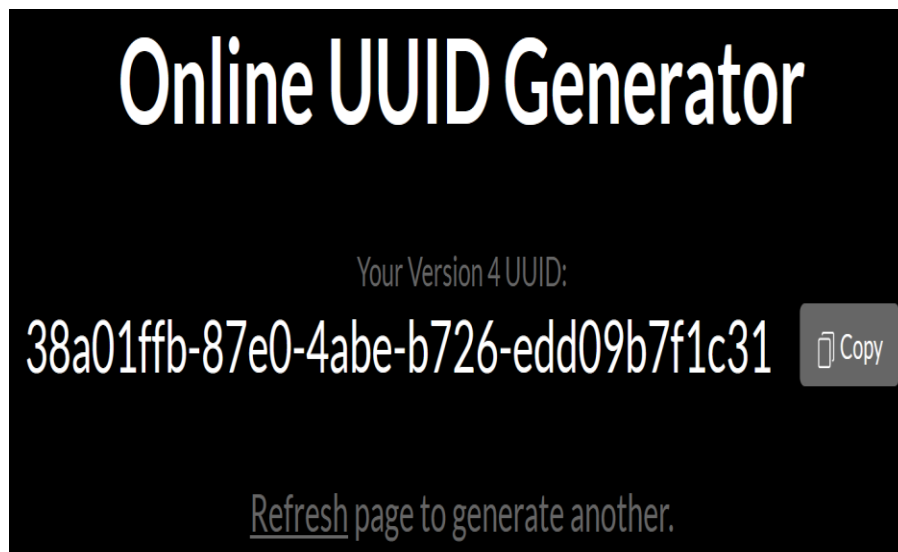 Online UUID Generator
Your Version 4 UUID:
38a01ffb-87e0-4abe-b726-edd09b7f1c31
Copy
Refresh page to generate another.